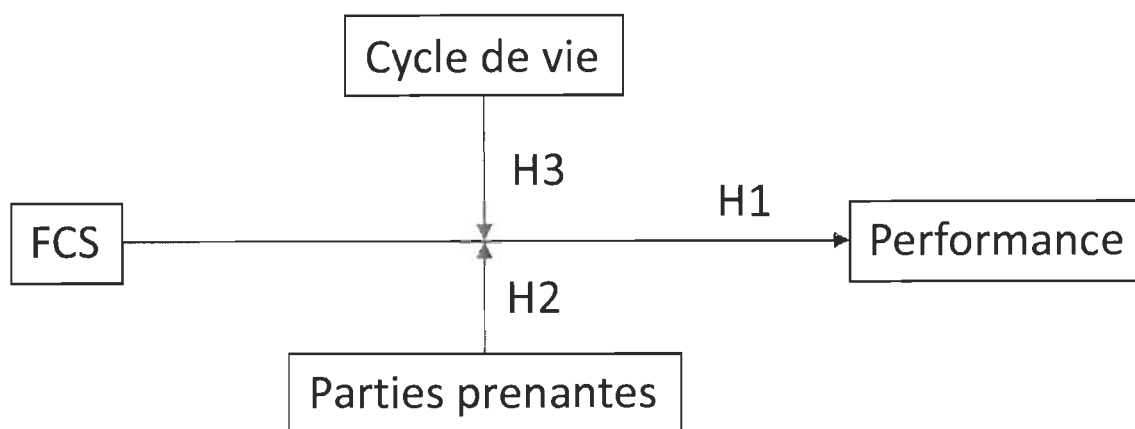 Cycle de vie
H3
H1
FCS
Performance
H2
Parties prenantes